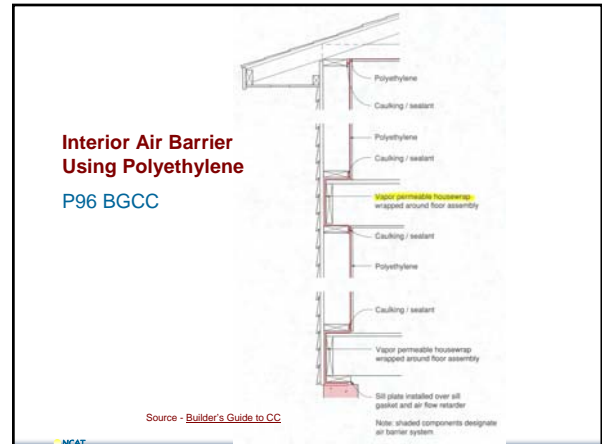 Interior Air Barrier
Using Polyethylene
P96 BGCC
Polyethylene
Caulking / sealant
Polyethylene
Caulking / sealant
Vapor permeable housewrap
wrapped around floor assembly
Caulking / sealant
Polyethylene
Caulking / sealant
Vapor permeable housewrap
wrapped around floor assembly
Sill plate installed over sill
gasket and air flow retarder
Note: shaded components designate
air barrier system
Source - Builder's Guide to CC
NCAT